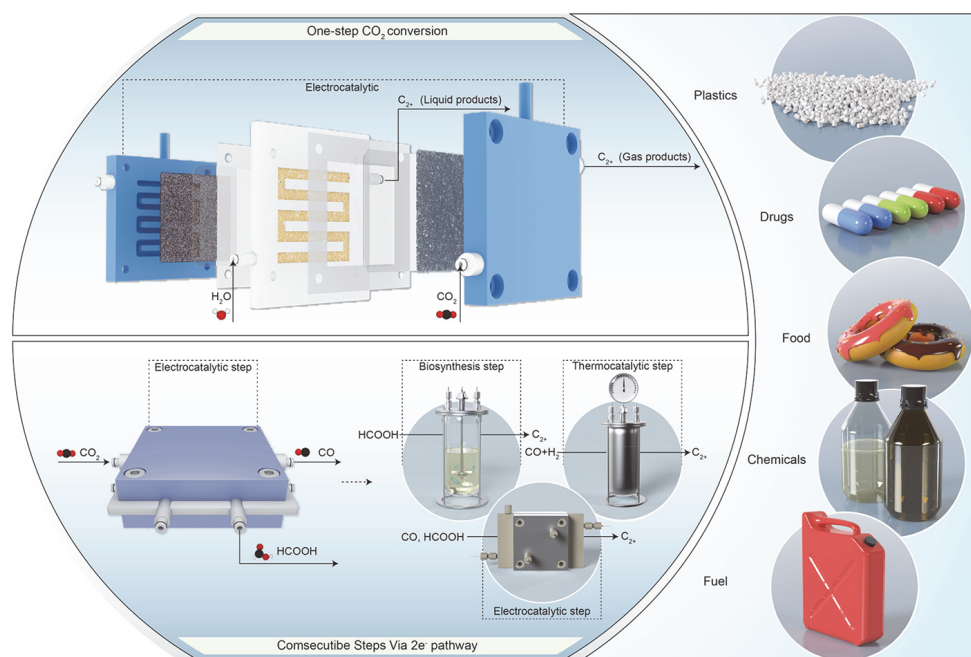 One-step CO₂ conversion
Electrocatalytic
C₂₊ (Liquid products)
C₂₊ (Gas products)
H₂O
CO₂
Electrocatalytic step
CO₂
CO
HCOOH
Biosynthesis step
HCOOH
C₂₊
Thermocatalytic step
CO+H₂
C₂₊
CO, HCOOH
C₂₊
Electrocatalytic step
Comsecutibe Steps Via 2e⁻ pathway
Plastics
Drugs
Food
Chemicals
Fuel